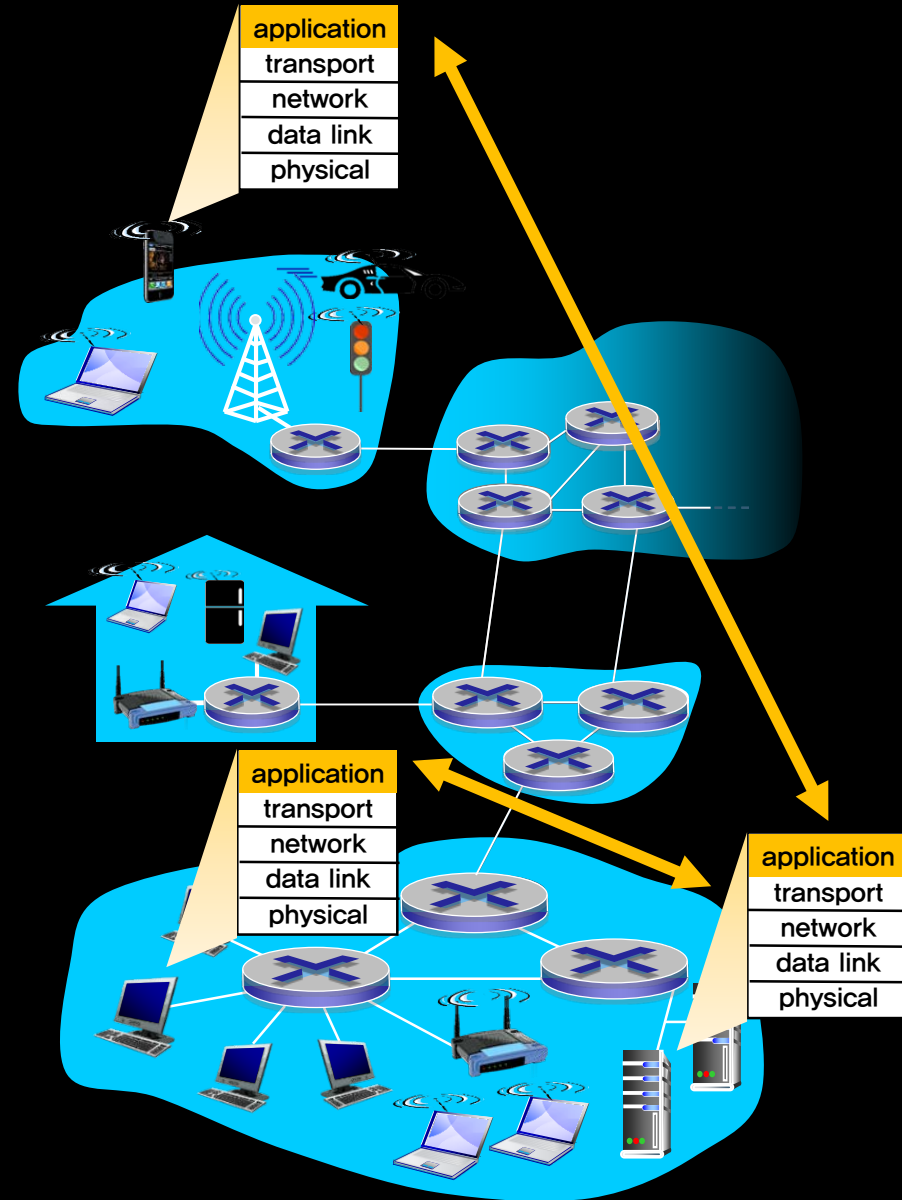 application
transport
network
data link
physical
application
transport
network
data link
physical
application
transport
network
data link
physical